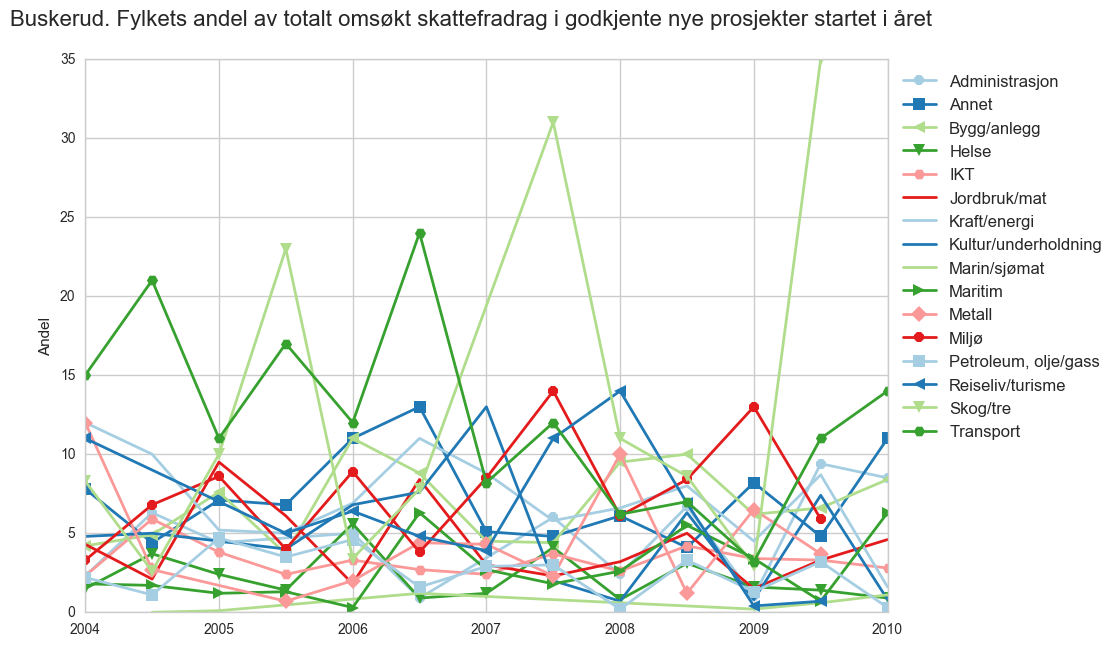 Buskerud. Fylkets andel av totalt omsøkt skattefradrag i godkjente nye prosjekter startet i året
35
30
25
20
15
10
5
0
Andel
2004 2005 2006 2007 2008 2009 2010
Administrasjon
Annet
Bygg/anlegg
Helse
IKT
Jordbruk/mat
Kraft/energi
Kultur/underholdning
Marin/sjømat
Maritim
Metall
Miljø
Petroleum, olje/gass
Reiseliv/turisme
Skog/tre
Transport